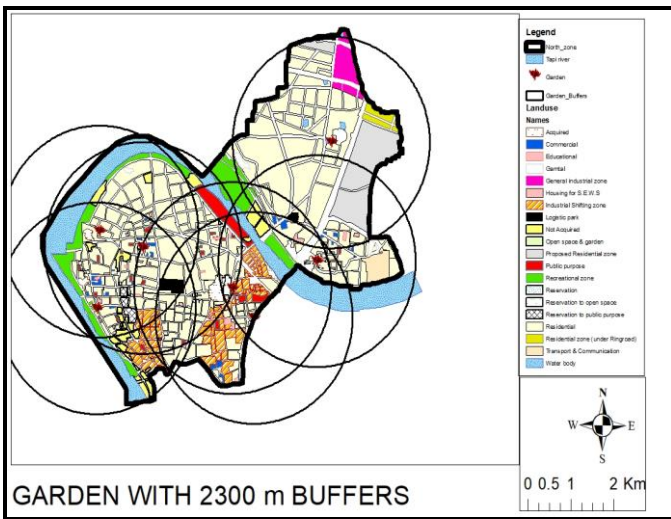 Legend
North_zone
Tapi river
Garden
Garden_Buffers
Landuse
Names
Acquired
Commercial
Educational
Gamtal
General industrial zone
Housing for S.E.W.S
Industrial Shifting zone
Logistic park
Not Acquired
Open space & garden
Proposed Residential zone
Public purpose
Recreational zone
Reservation
Reservation to open space
Reservation to public purpose
Residential
Residential zone (under Ringroad)
Transport & Communication
Water body
N
W E
S
0 0.5 1 2 Km
GARDEN WITH 2300 m BUFFERS